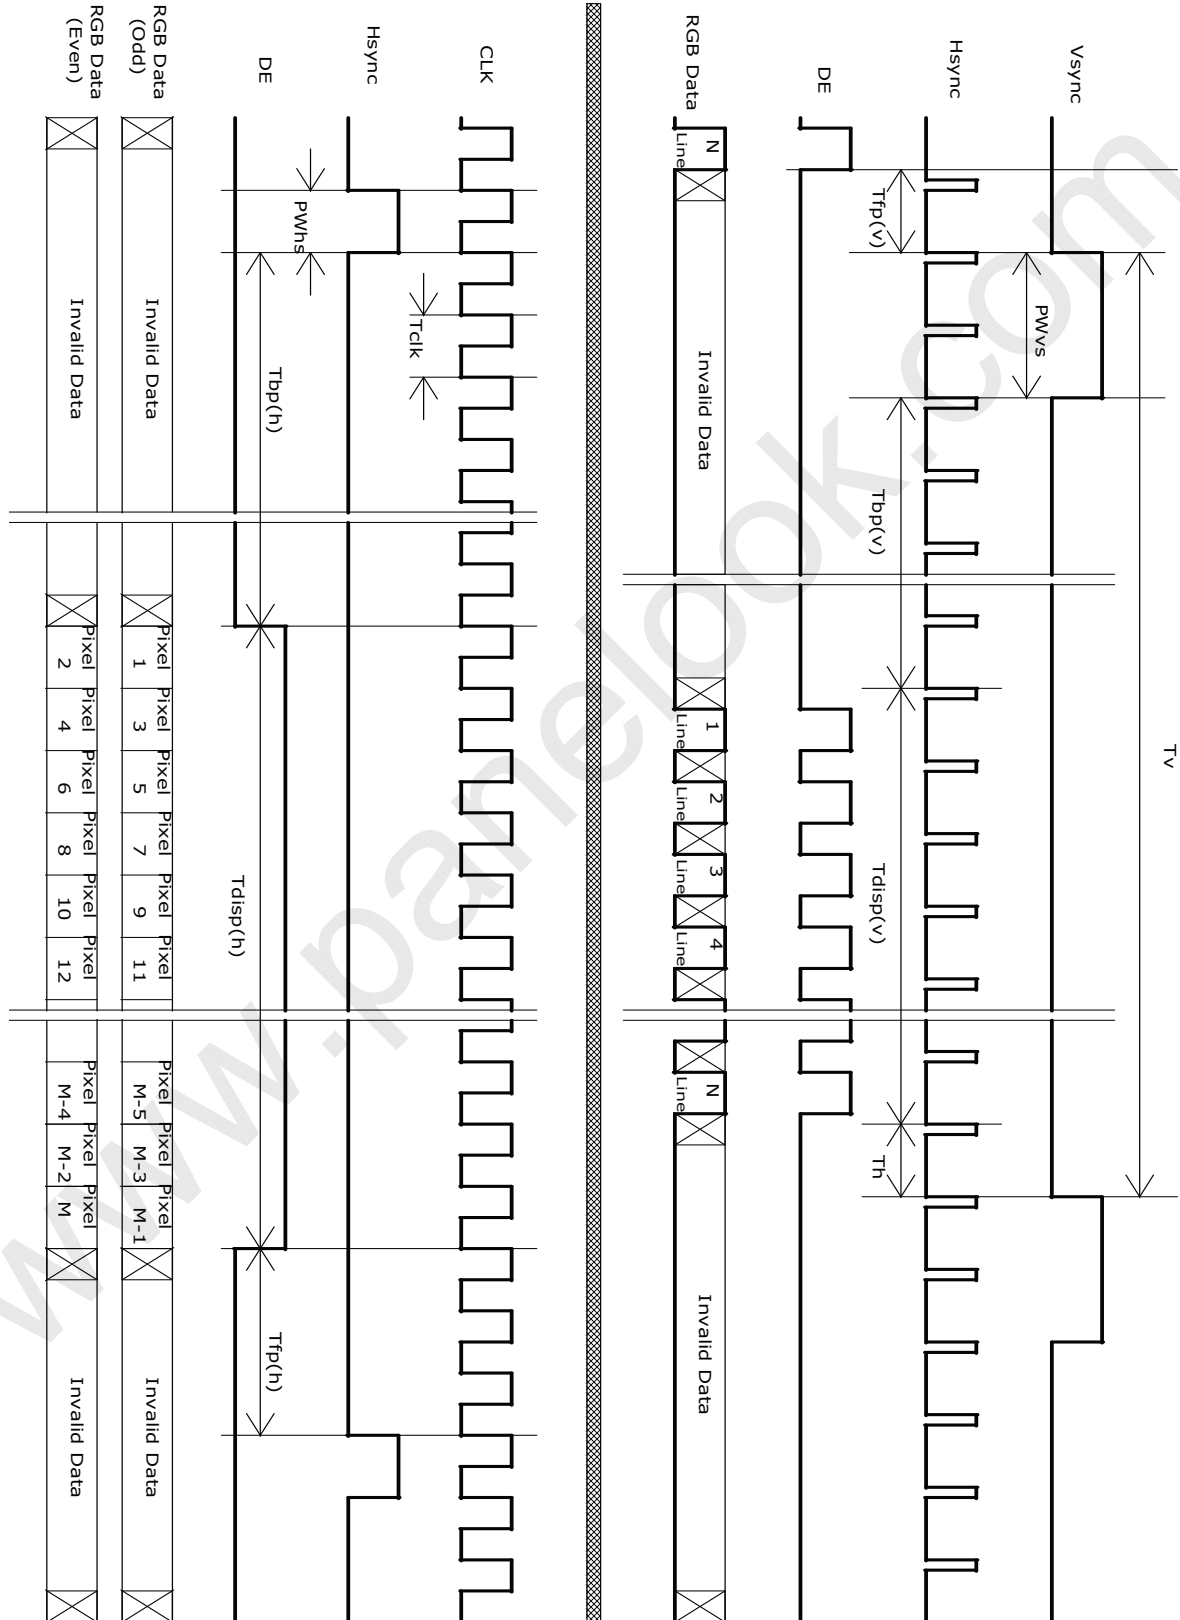 Vsync
Tv
PWvs
Hsync
Tfp(v)
Tbp(v)
Tdisp(v)
Th
DE
RGB Data
Line N
Invalid Data
Line 1
Line 2
Line 3
Line 4
Line N
Invalid Data
CLK
Tclk
Hsync
PWhs
DE
Tbp(h)
Tdisp(h)
Tfp(h)
RGB Data
(Odd)
Invalid Data
Pixel 1
Pixel 3
Pixel 5
Pixel 7
Pixel 9
Pixel 11
Pixel M-5
Pixel M-3
Pixel M-1
Invalid Data
RGB Data
(Even)
Invalid Data
Pixel 2
Pixel 4
Pixel 6
Pixel 8
Pixel 10
Pixel 12
Pixel M-4
Pixel M-2
Pixel M
Invalid Data
www.panelook.com